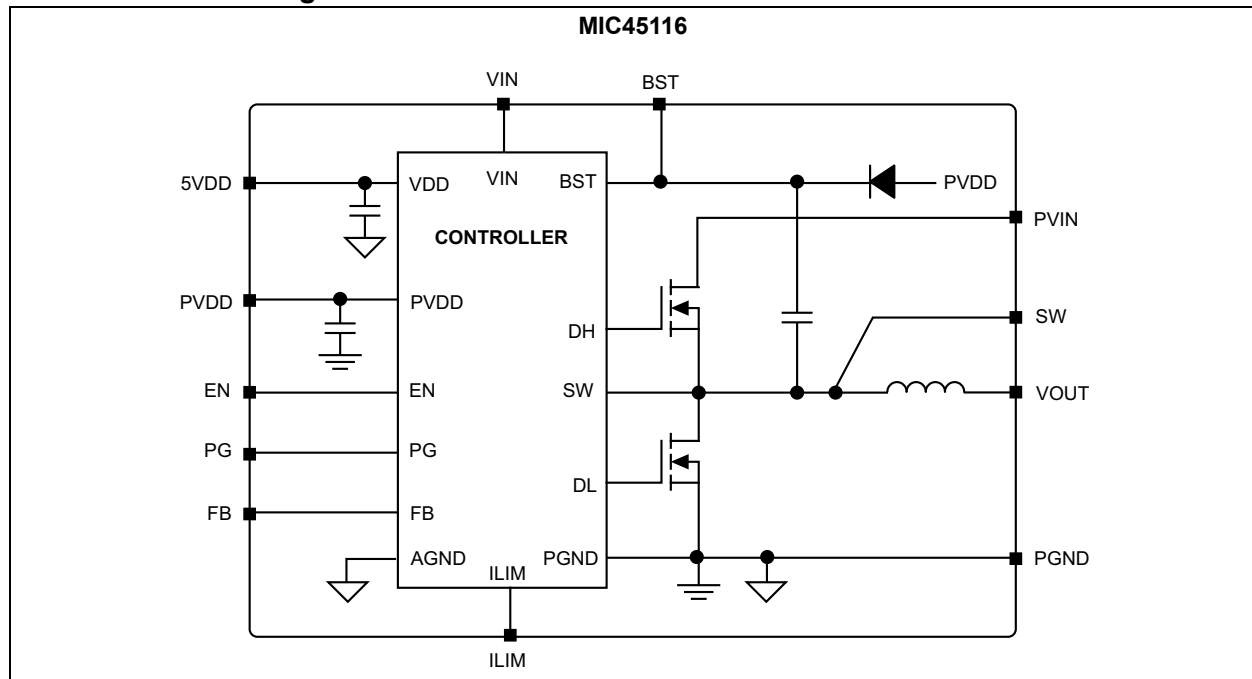 MIC45116
VIN
BST
5VDD
VDD
VIN
BST
PVDD
PVIN
CONTROLLER
PVDD
PVDD
DH
SW
EN
EN
SW
VOUT
PG
PG
DL
FB
FB
AGND
ILIM
PGND
PGND
ILIM